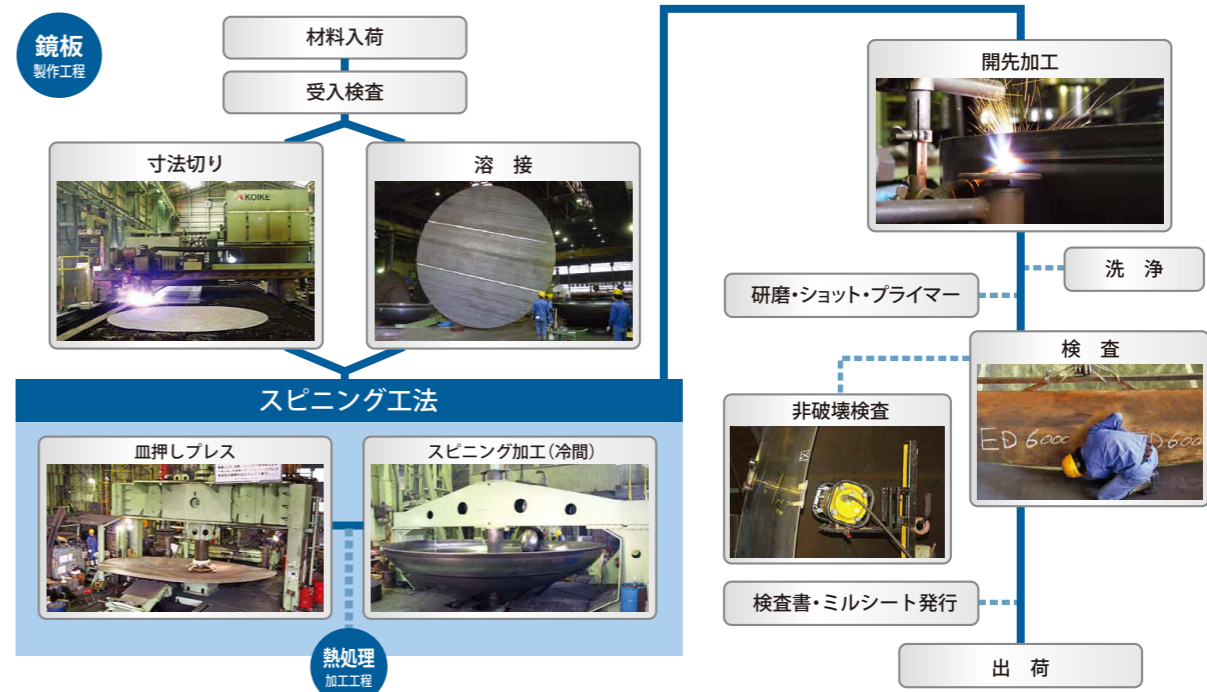 鏡板
製作工程
材料入荷
受入検査
寸法切り
KOIKE
溶 接
スピニング工法
皿押しプレス
スピニング加工（冷間）
熱処理
加工工程
開先加工
洗 浄
研磨・ショット・プライマー
検 査
ED 6000
ED 600
非破壊検査
検査書・ミルシート発行
出 荷